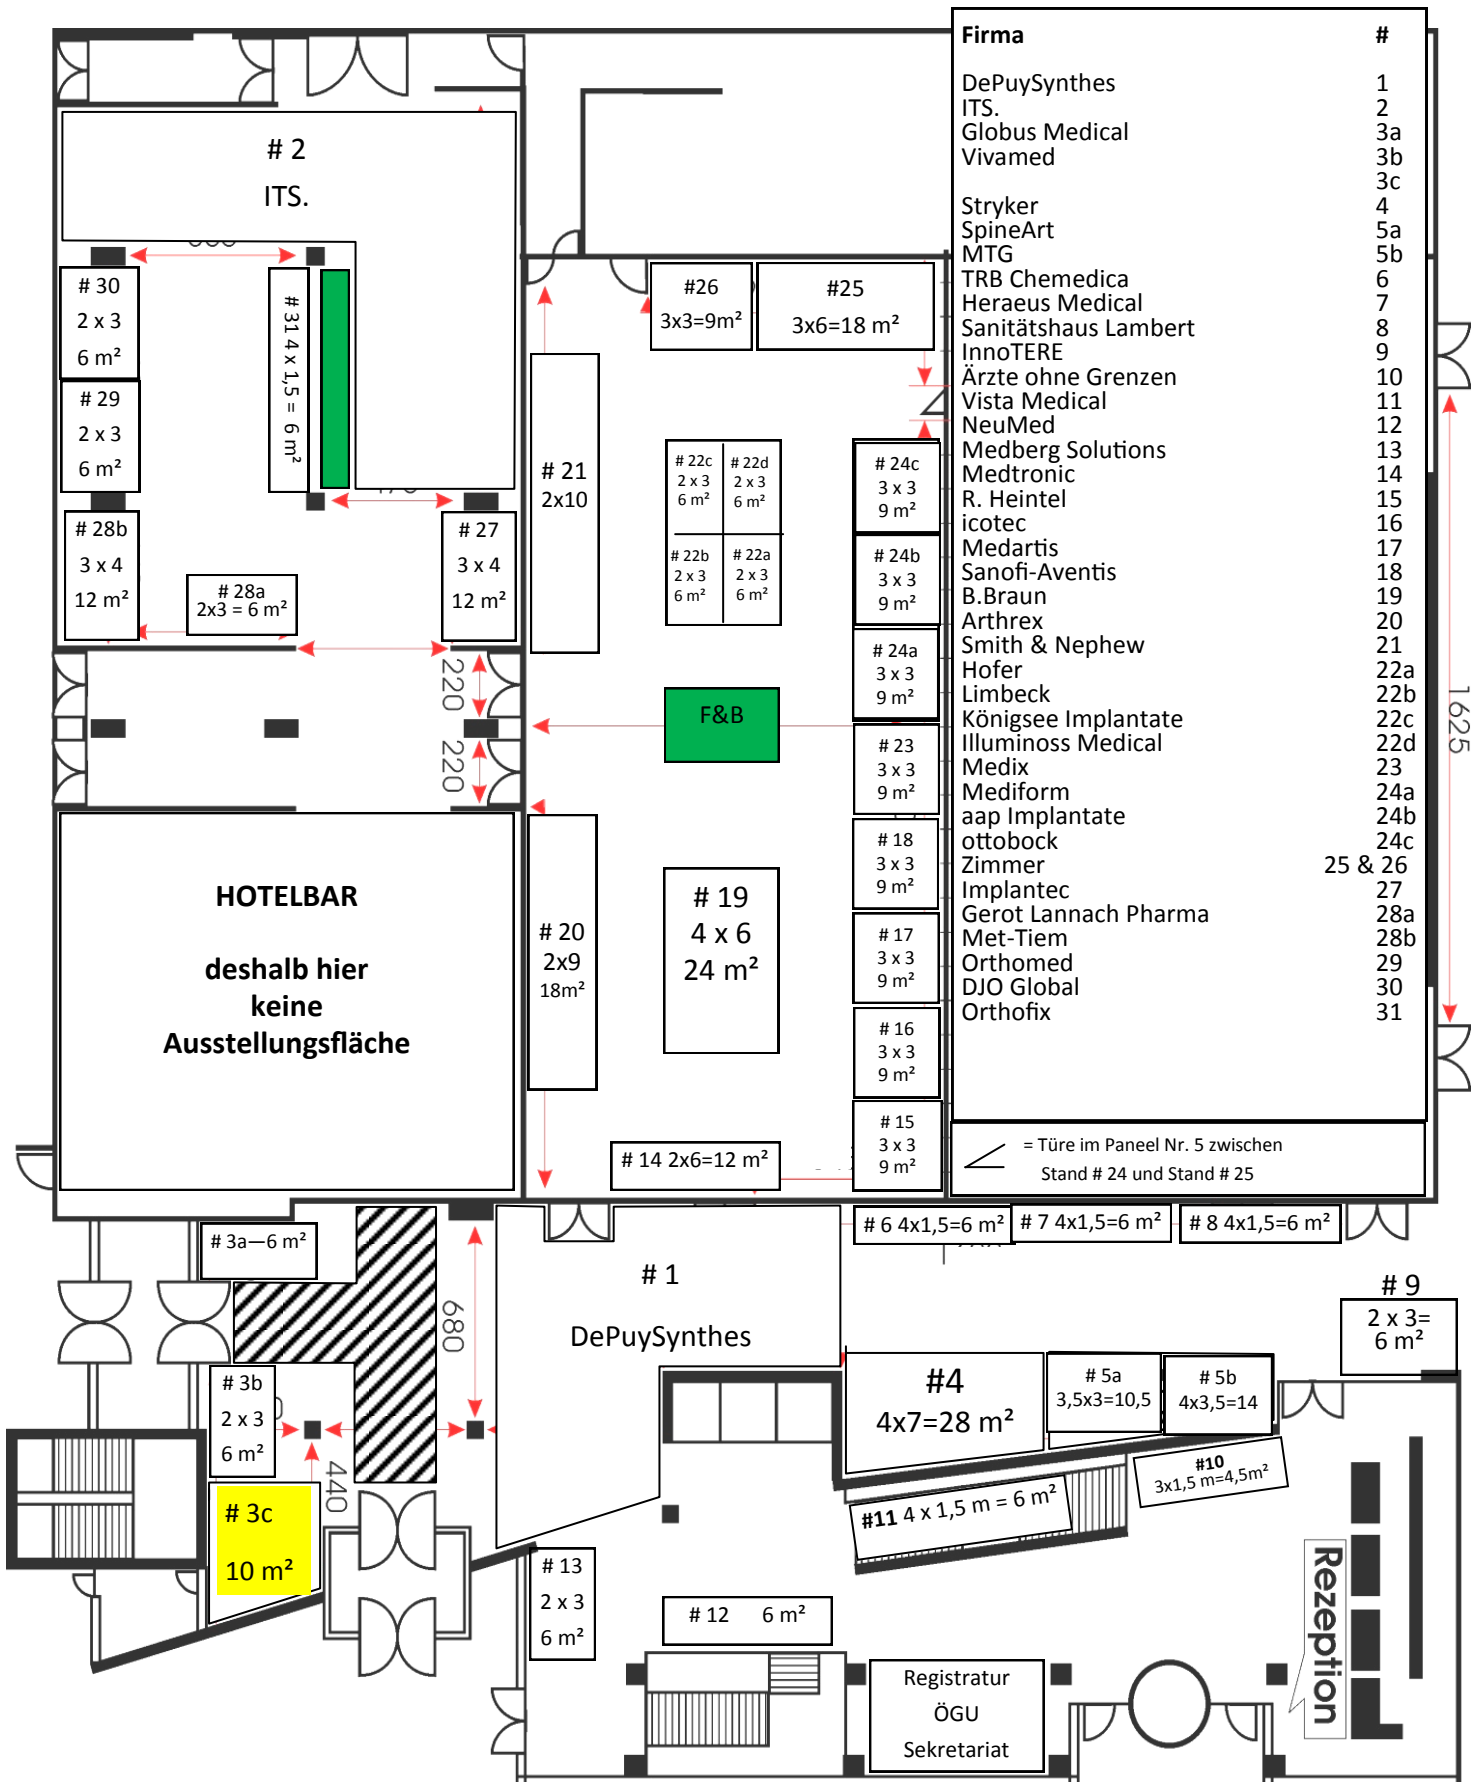 Firma #
DePuySynthes 1
ITS. 2
Globus Medical 3a
Vivamed 3b
3c
Stryker 4
SpineArt 5a
MTG 5b
TRB Chemedica 6
Heraeus Medical 7
Sanitätshaus Lambert 8
InnoTERE 9
Ärzte ohne Grenzen 10
Vista Medical 11
NeuMed 12
Medberg Solutions 13
Medtronic 14
R. Heintel 15
icotec 16
Medartis 17
Sanofi-Aventis 18
B.Braun 19
Arthrex 20
Smith & Nephew 21
Hofer 22a
Limbeck 22b
Königsee Implantate 22c
Illuminoss Medical 22d
Medix 23
Mediform 24a
aap Implantate 24b
ottobock 24c
Zimmer 25 & 26
Implantec 27
Gerot Lannach Pharma 28a
Met-Tiem 28b
Orthomed 29
DJO Global 30
Orthofix 31
= Türe im Paneel Nr. 5 zwischen
Stand # 24 und Stand # 25
# 2
ITS.
# 30
2 x 3
6 m²
# 29
2 x 3
6 m²
# 31 4 x 1,5 = 6 m²
# 28b
3 x 4
12 m²
# 28a
2x3 = 6 m²
# 27
3 x 4
12 m²
220
220
#26
3x3=9m²
#25
3x6=18 m²
# 21
2x10
# 22c
2 x 3
6 m²
# 22d
2 x 3
6 m²
# 22b
2 x 3
6 m²
# 22a
2 x 3
6 m²
# 24c
3 x 3
9 m²
# 24b
3 x 3
9 m²
# 24a
3 x 3
9 m²
F&B
# 23
3 x 3
9 m²
# 18
3 x 3
9 m²
# 17
3 x 3
9 m²
# 16
3 x 3
9 m²
# 15
3 x 3
9 m²
1625
HOTELBAR
deshalb hier
keine
Ausstellungsfläche
# 20
2x9
18m²
# 19
4 x 6
24 m²
# 14 2x6=12 m²
# 3a—6 m²
# 6 4x1,5=6 m²
# 7 4x1,5=6 m²
# 8 4x1,5=6 m²
# 1
DePuySynthes
680
# 9
2 x 3=
6 m²
# 3b
2 x 3
6 m²
#4
4x7=28 m²
# 5a
3,5x3=10,5
# 5b
4x3,5=14
440
# 3c
10 m²
#10
3x1,5 m=4,5m²
#11 4 x 1,5 m = 6 m²
# 13
2 x 3
6 m²
# 12 6 m²
Rezeption
Registratur
ÖGU
Sekretariat